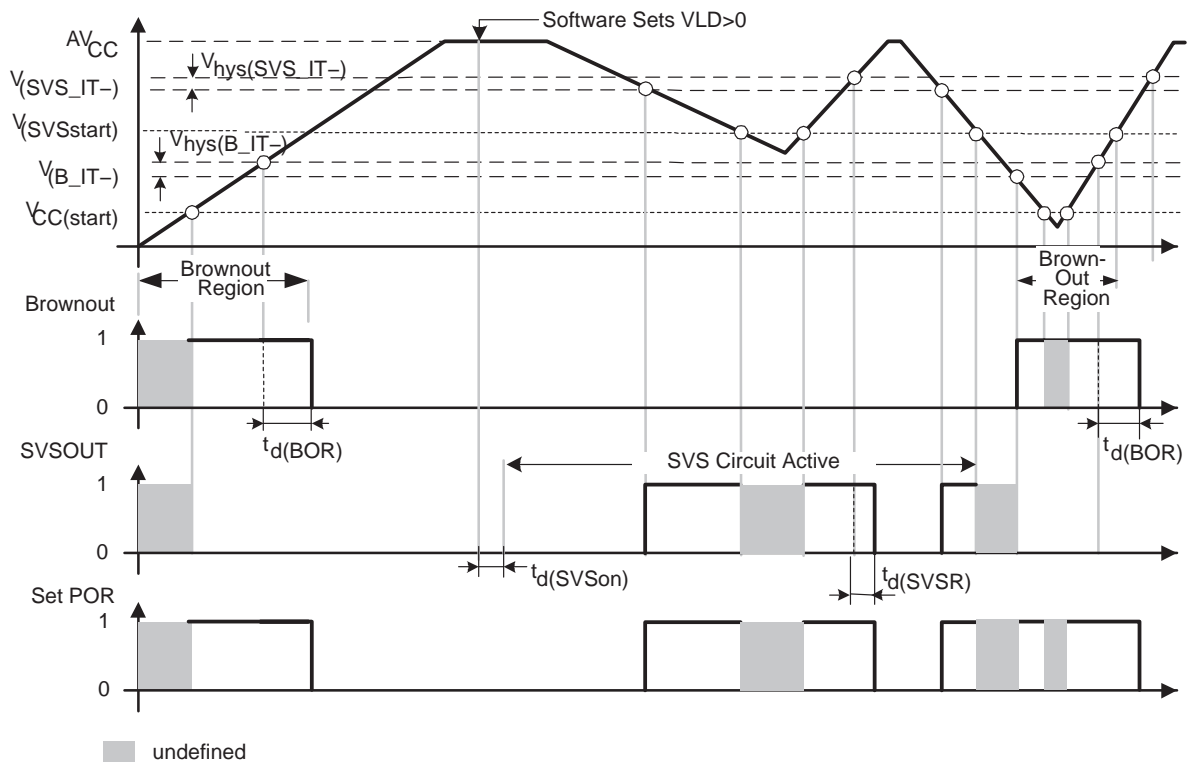 Software Sets VLD>0
AVCC
Vhys(SVS_IT−)
V(SVS_IT−)
V(SVSstart)
Vhys(B_IT−)
V(B_IT−)
VCC(start)
Brownout
Region
Brown-
Out
Region
Brownout
1
0
td(BOR)
td(BOR)
SVSOUT
SVS Circuit Active
1
0
td(SVSon)
td(SVSR)
Set POR
1
0
undefined